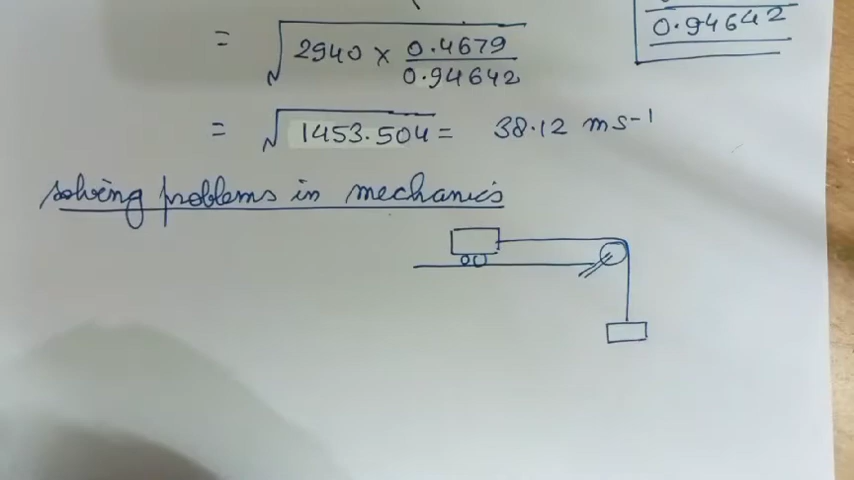 0.94642
= √2940 × 0.4679/0.94642
= √1453.504 = 38.12 ms⁻¹
solving problems in mechanics